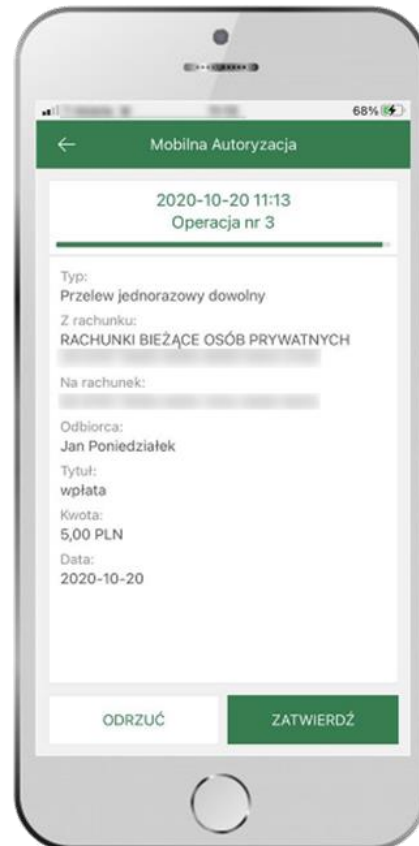 68%
Mobilna Autoryzacja
2020-10-20 11:13
Operacja nr 3
Typ:
Przelew jednorazowy dowolny
Z rachunku:
RACHUNKI BIEŻĄCE OSÓB PRYWATNYCH
Na rachunek:
Odbiorca:
Jan Poniedziałek
Tytuł:
wpłata
Kwota:
5,00 PLN
Data:
2020-10-20
ODRZUĆ ZATWIERDŹ